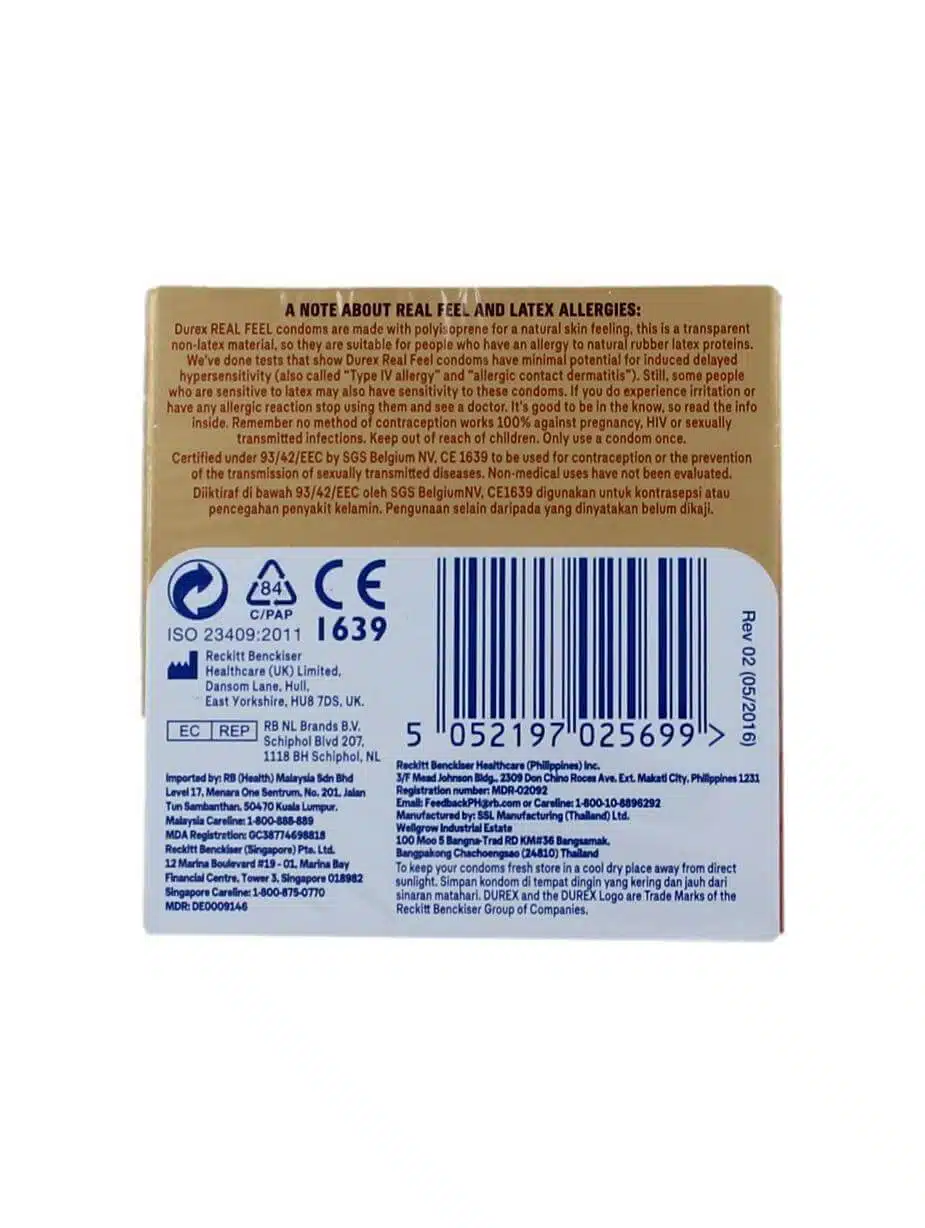 A NOTE ABOUT REAL FEEL AND LATEX ALLERGIES:
Durex REAL FEEL condoms are made with polyisoprene for a natural skin feeling, this is a transparent
non-latex material, so they are suitable for people who have an allergy to natural rubber latex proteins.
We've done tests that show Durex Real Feel condoms have minimal potential for induced delayed
hypersensitivity (also called "Type IV allergy" and "allergic contact dermatitis"). Still, some people
who are sensitive to latex may also have sensitivity to these condoms. If you do experience irritation or
have any allergic reaction stop using them and see a doctor. It's good to be in the know, so read the info
inside. Remember no method of contraception works 100% against pregnancy, HIV or sexually
transmitted infections. Keep out of reach of children. Only use a condom once.
Certified under 93/42/EEC by SGS Belgium NV, CE 1639 to be used for contraception or the prevention
of the transmission of sexually transmitted diseases. Non-medical uses have not been evaluated.
Diiktiraf di bawah 93/42/EEC oleh SGS BelgiumNV, CE1639 digunakan untuk kontrasepsi atau
pencegahan penyakit kelamin. Pengunaan selain daripada yang dinyatakan belum dikaji.
84
C/PAP
CE
1639
ISO 23409:2011
Reckitt Benckiser
Healthcare (UK) Limited,
Dansom Lane, Hull,
East Yorkshire, HU8 7DS, UK.
EC REP
RB NL Brands B.V.
Schiphol Blvd 207,
1118 BH Schiphol, NL
Imported by: RB (Health) Malaysia Sdn Bhd
Level 17, Menara One Sentrum, No. 201, Jalan
Tun Sambanthan, 50470 Kuala Lumpur.
Malaysia Careline: 1-800-888-889
MDA Registration: GC38774698818
Reckitt Benckiser (Singapore) Pte. Ltd.
12 Marina Boulevard #19 - 01, Marina Bay
Financial Centre, Tower 3, Singapore 018982
Singapore Careline: 1-800-875-0770
MDR: DE0009146
5 052197 025699 >
Rev 02 (05/2016)
Reckitt Benckiser Healthcare (Philippines) Inc.
3/F Mead Johnson Bldg., 2309 Don Chino Roces Ave. Ext. Makati City, Philippines 1231
Registration number: MDR-02092
Email: FeedbackPH@rb.com or Careline: 1-800-10-8896292
Manufactured by: SSL Manufacturing (Thailand) Ltd.
Wellgrow Industrial Estate
100 Moo 5 Bangna-Trad RD KM#36 Bangsamak,
Bangpakong Chachoengsao (24810) Thailand
To keep your condoms fresh store in a cool dry place away from direct
sunlight. Simpan kondom di tempat dingin yang kering dan jauh dari
sinaran matahari. DUREX and the DUREX Logo are Trade Marks of the
Reckitt Benckiser Group of Companies.